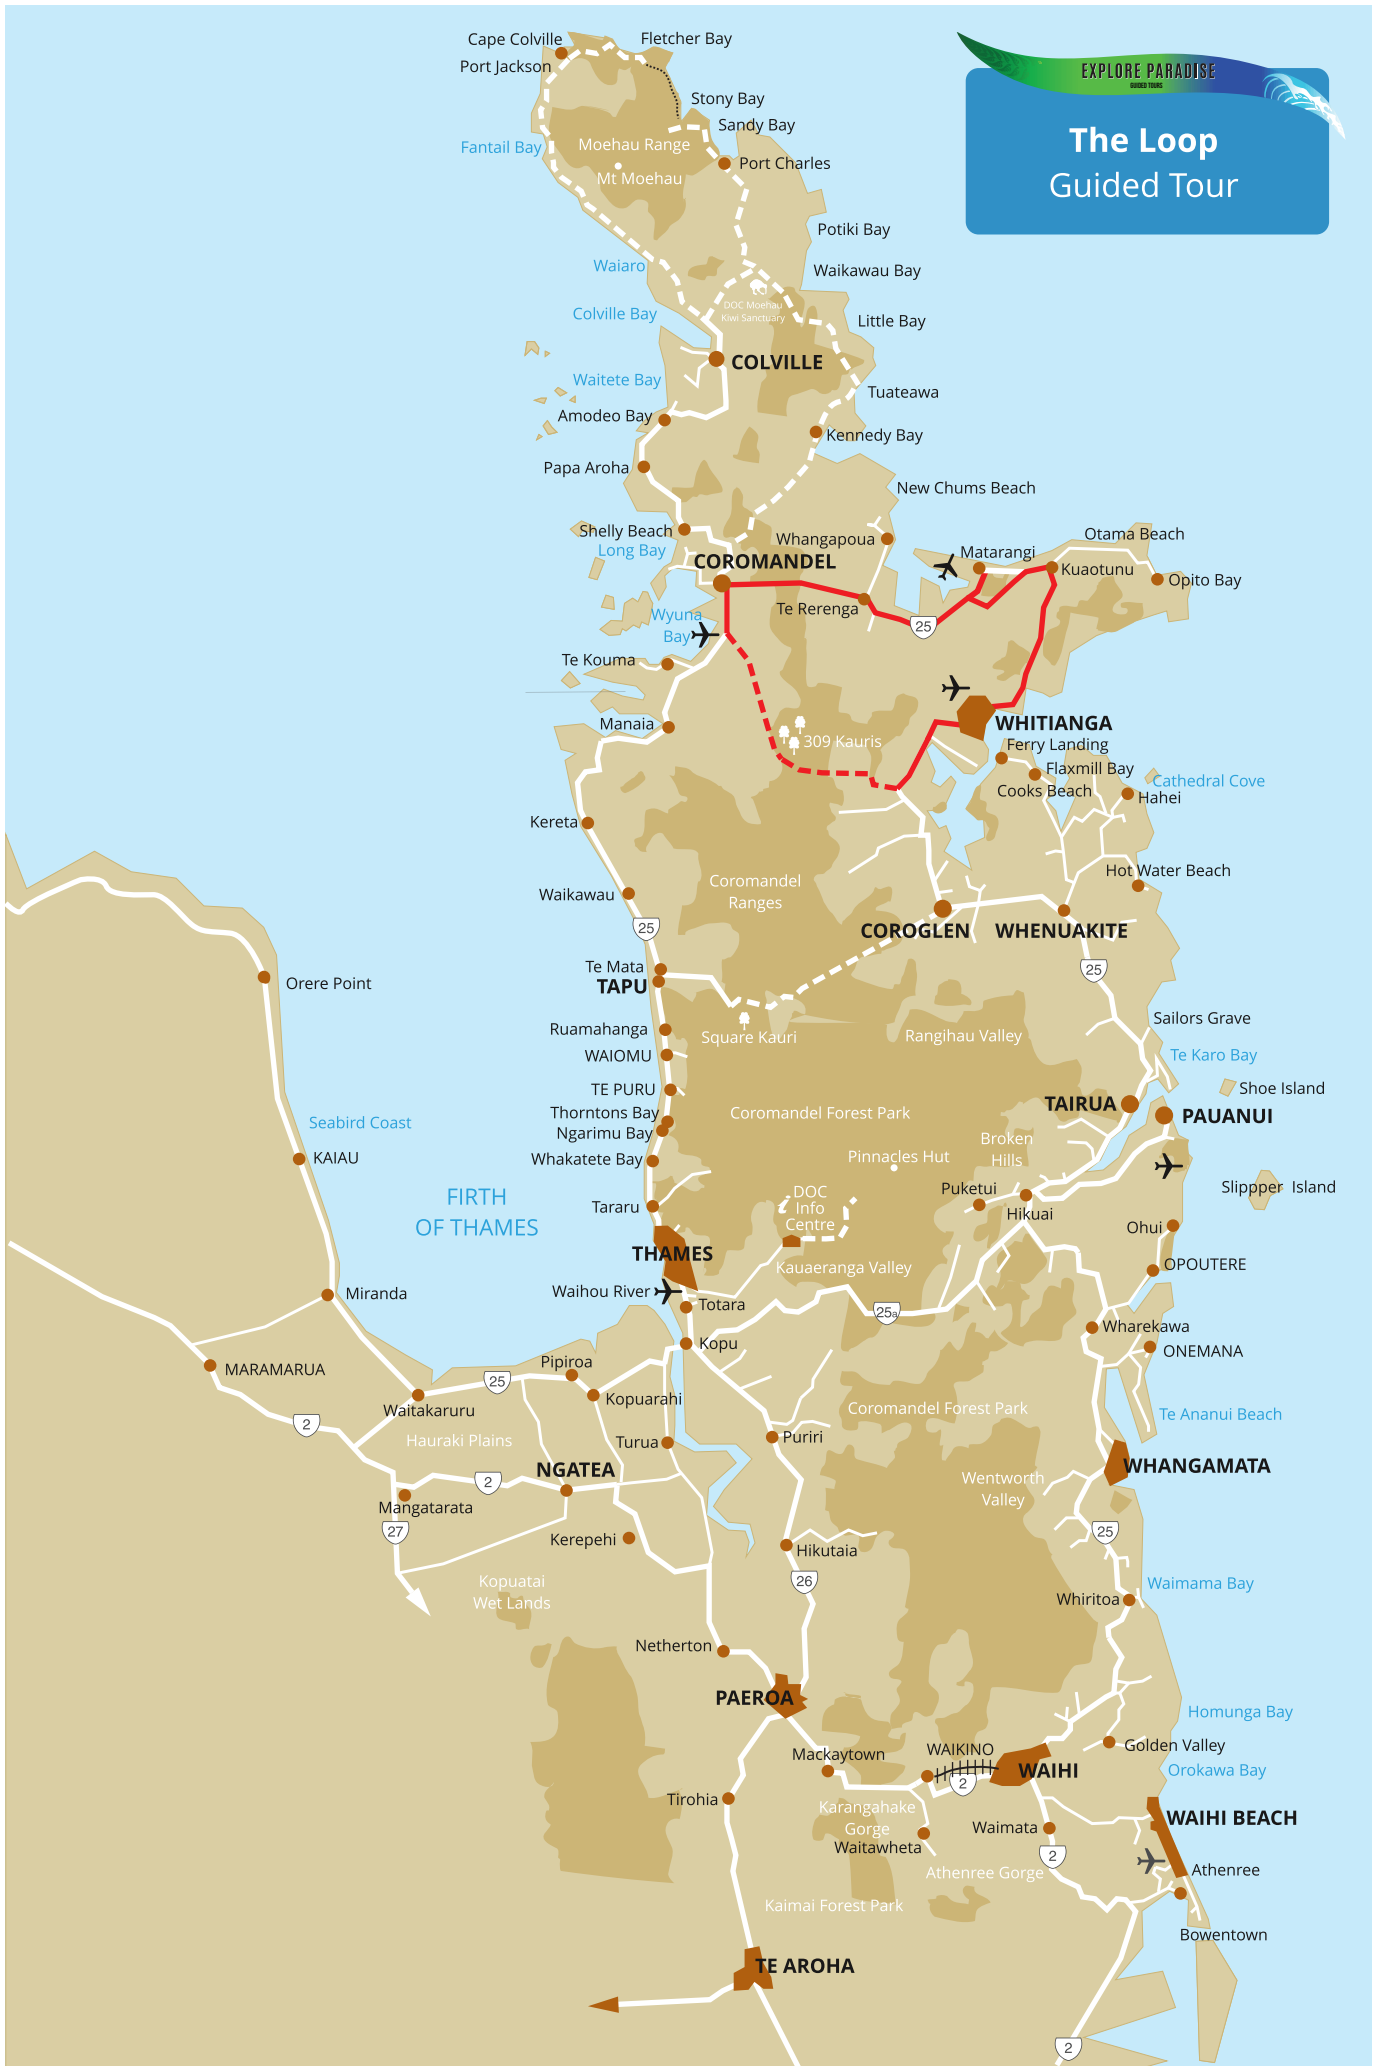 EXPLORE PARADISE
GUIDED TOURS
The Loop
Guided Tour
Cape Colville
Fletcher Bay
Port Jackson
Stony Bay
Sandy Bay
Fantail Bay
Moehau Range
Port Charles
Mt Moehau
Potiki Bay
Waiaro
Waikawau Bay
DOC Moehau
Kiwi Sanctuary
Colville Bay
Little Bay
COLVILLE
Waitete Bay
Tuateawa
Amodeo Bay
Kennedy Bay
Papa Aroha
New Chums Beach
Shelly Beach
Long Bay
Whangapoua
Otama Beach
Matarangi
COROMANDEL
Kuaotunu
Opito Bay
Te Rerenga
Wyuna
Bay
25
Te Kouma
Manaia
WHITIANGA
309 Kauris
Ferry Landing
Flaxmill Bay
Cathedral Cove
Cooks Beach
Hahei
Kereta
Hot Water Beach
Coromandel
Ranges
Waikawau
25
COROGLEN
WHENUAKITE
Te Mata
25
TAPU
Sailors Grave
Ruamahanga
Square Kauri
Rangihau Valley
WAIOMU
Te Karo Bay
TE PURU
Shoe Island
TAIRUA
PAUANUI
Thorntons Bay
Coromandel Forest Park
Ngarimu Bay
Broken
Hills
Whakatete Bay
Pinnacles Hut
Puketui
Slippper Island
DOC
Info
Centre
Tararu
Hikuai
Ohui
THAMES
Kauaeranga Valley
OPOUTERE
Waihou River
Totara
25a
Wharekawa
Kopu
ONEMANA
Orere Point
Seabird Coast
KAIAU
FIRTH
OF THAMES
Miranda
MARAMARUA
Pipiroa
25
Kopuarahi
Waitakaruru
2
Hauraki Plains
Turua
Puriri
Coromandel Forest Park
Te Ananui Beach
NGATEA
2
WHANGAMATA
Wentworth
Valley
Mangatarata
27
Kerepehi
Hikutaia
25
26
Kopuatai
Wet Lands
Waimama Bay
Whiritoa
Netherton
PAEROA
Homunga Bay
Mackaytown
WAIKINO
Golden Valley
WAIHI
2
Orokawa Bay
Tirohia
Karangahake
Gorge
WAIHI BEACH
Waimata
Waitawheta
2
Athenree Gorge
Athenree
Kaimai Forest Park
Bowentown
TE AROHA
2